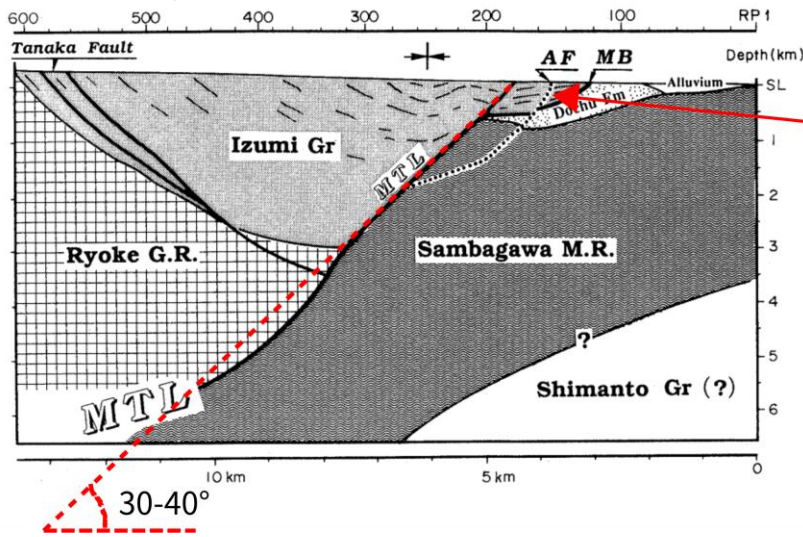 600 500 400 300 200 100 RP 1
Tanaka Fault
AF MB
Depth(km)
Alluvium
SL
Dochu Fm
Izumi Gr
1
MTL
2
Ryoke G.R.
Sambagawa M.R.
3
4
?
5
MTL
Shimanto Gr (?)
6
10 km 5 km 0
30-40°